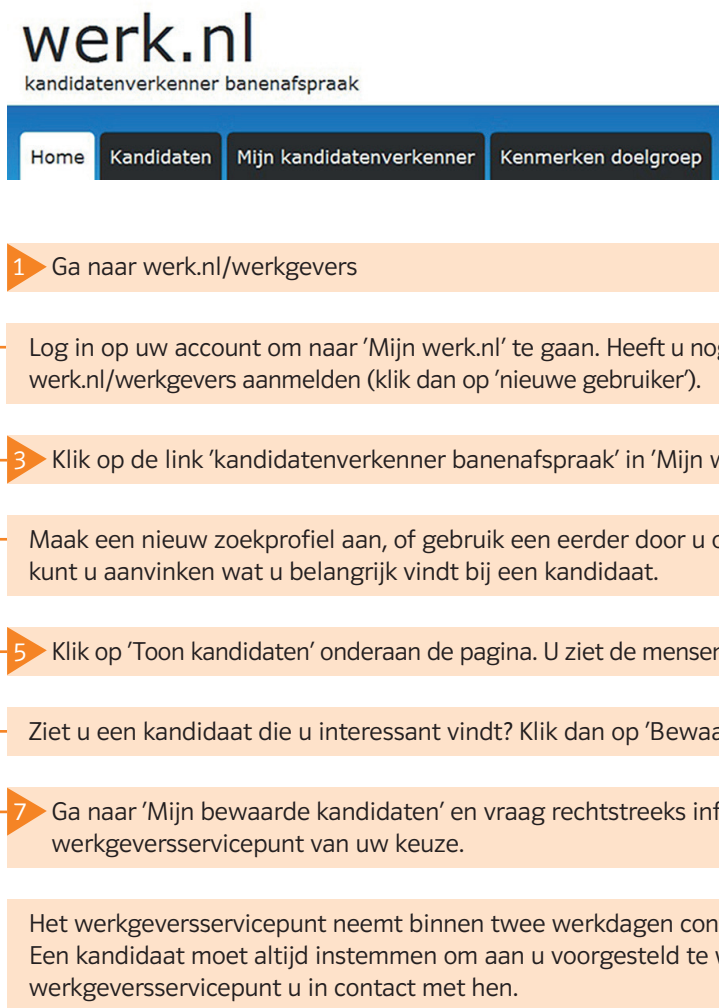 werk.nl
kandidatenverkenner banenafspraak
Home Kandidaten Mijn kandidatenverkenner Kenmerken doelgroep
1 Ga naar werk.nl/werkgevers
Log in op uw account om naar ’Mijn werk.nl’ te gaan. Heeft u nog
werk.nl/werkgevers aanmelden (klik dan op ’nieuwe gebruiker’).
3 Klik op de link ’kandidatenverkenner banenafspraak’ in ’Mijn
Maak een nieuw zoekprofiel aan, of gebruik een eerder door u
kunt u aanvinken wat u belangrijk vindt bij een kandidaat.
5 Klik op ’Toon kandidaten’ onderaan de pagina. U ziet de mensen
Ziet u een kandidaat die u interessant vindt? Klik dan op
7 Ga naar ’Mijn bewaarde kandidaten’ en vraag rechtstreeks
werkgeversservicepunt van uw keuze.
Het werkgeversservicepunt neemt binnen twee werkdagen
Een kandidaat moet altijd instemmen om aan u voorgesteld te
werkgeversservicepunt u in contact met hen.